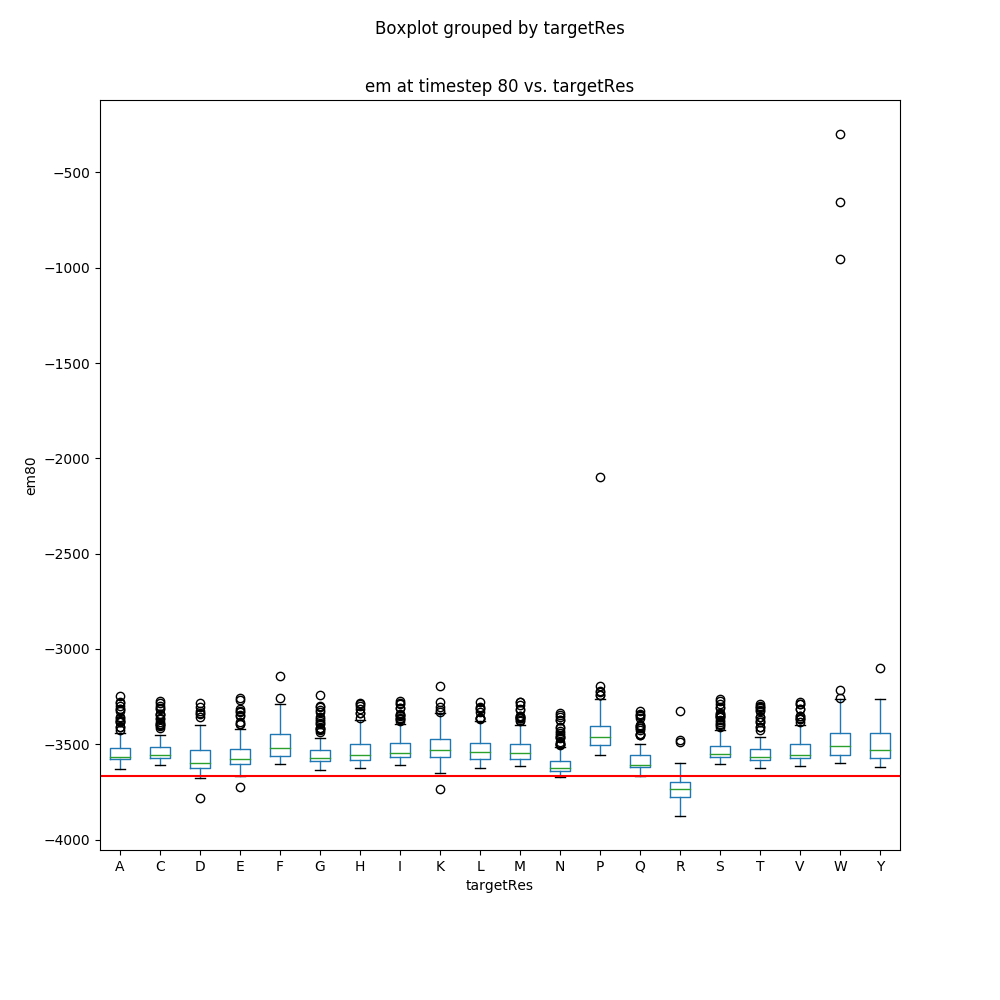 Boxplot grouped by targetRes
em at timestep 80 vs. targetRes
−500
−1000
−1500
−2000
em80
−2500
−3000
−3500
−4000
A C D E F G H I K L M N P Q R S T V W Y
targetRes